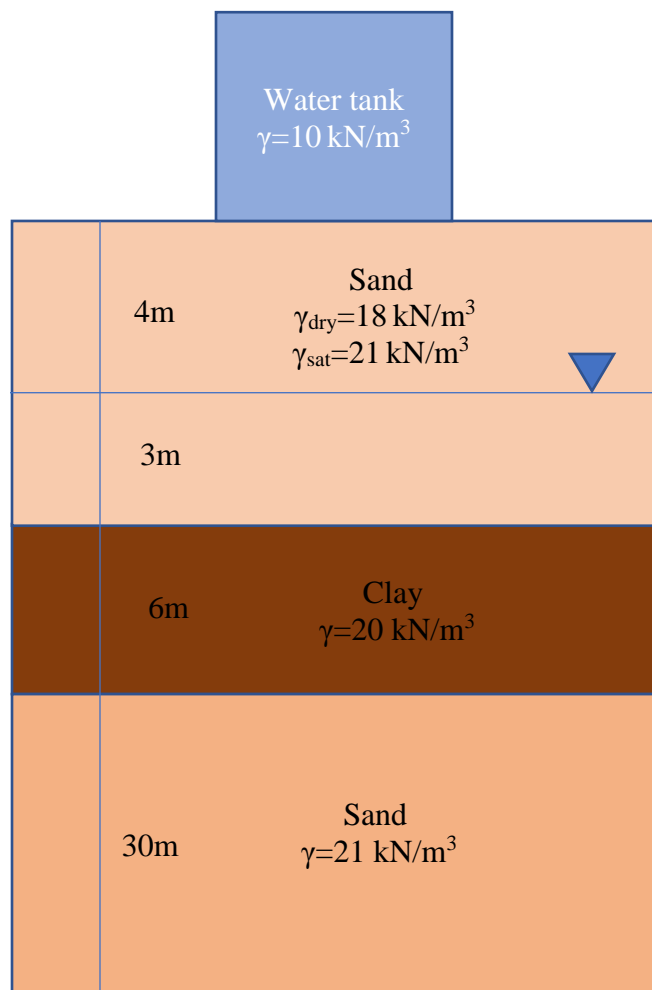 Water tank
γ=10 kN/m³
Sand
4m
γdry=18 kN/m³
γsat=21 kN/m³
3m
Clay
6m
γ=20 kN/m³
Sand
30m
γ=21 kN/m³